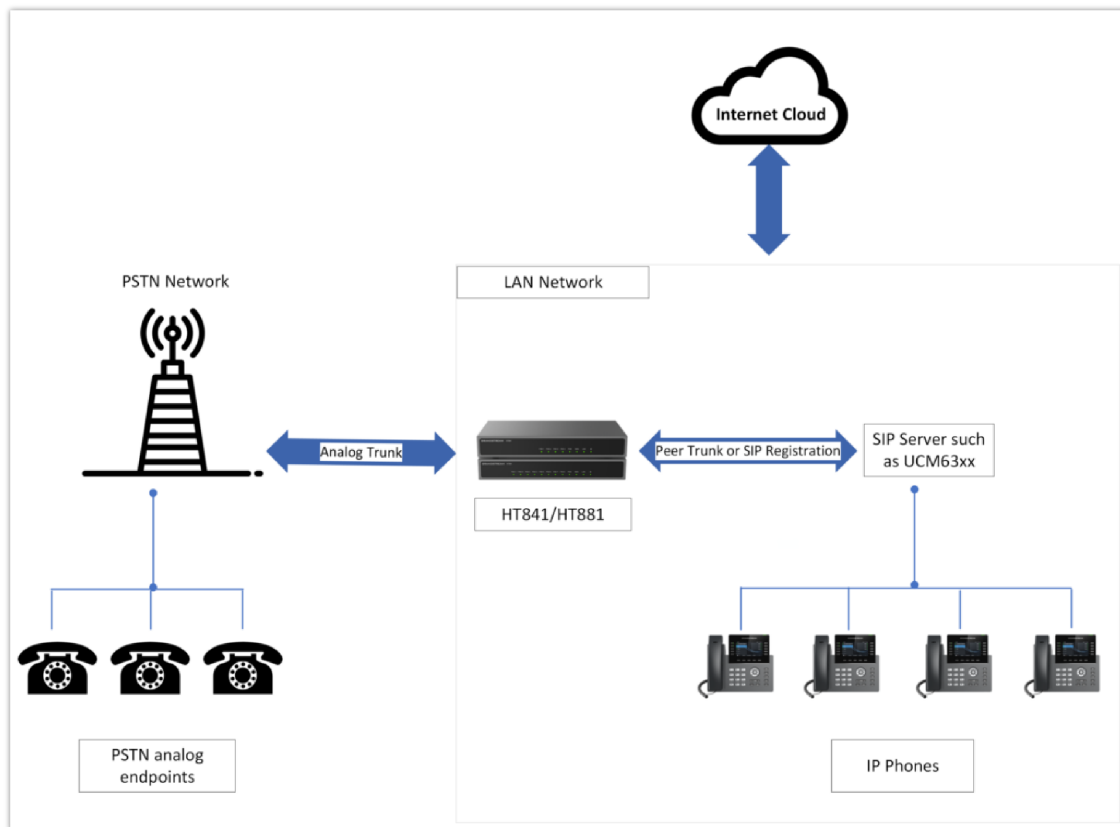 Internet Cloud
PSTN Network
LAN Network
Analog Trunk
Peer Trunk or SIP Registration
SIP Server such
as UCM63xx
HT841/HT881
PSTN analog
endpoints
IP Phones